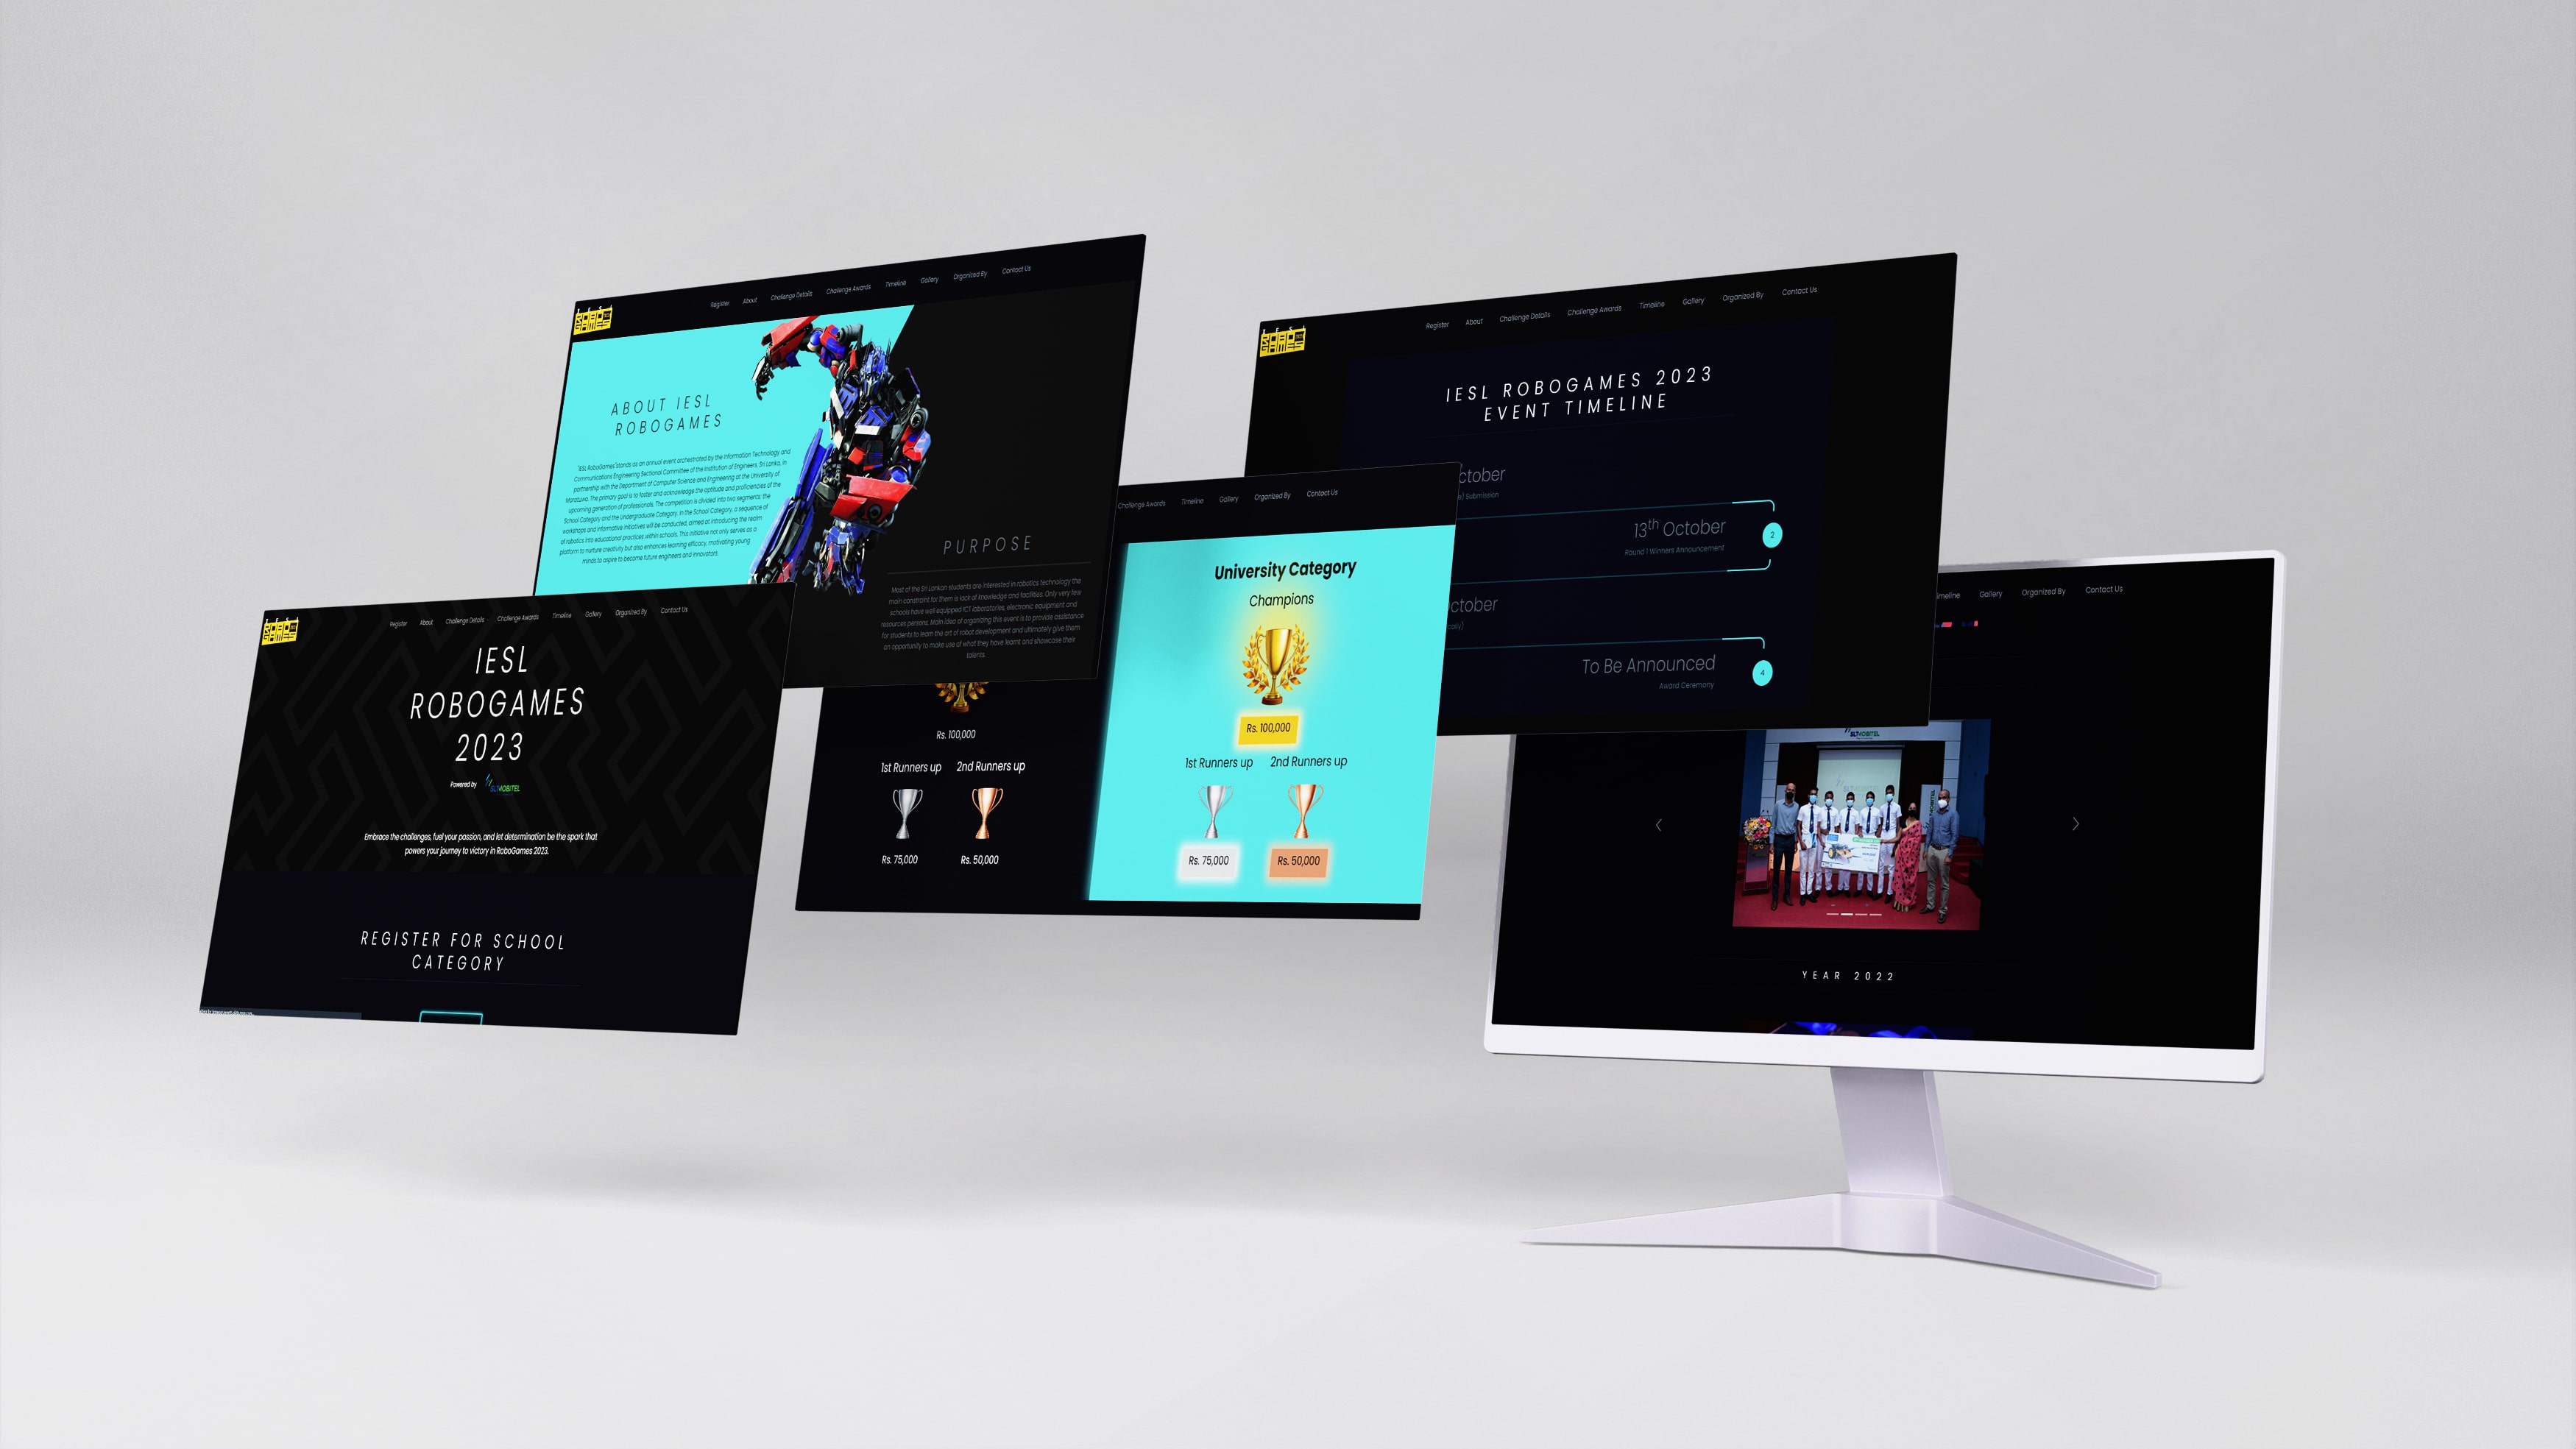 IESL
ROBO
GAMES
Register About Challenge Details Challenge Awards Timeline Gallery Organized By Contact Us
IESL
ROBOGAMES
2023
Powered by SLTMOBITEL
Embrace the challenges, fuel your passion, and let determination be the spark that
powers your journey to victory in RoboGames 2023.
REGISTER FOR SCHOOL
CATEGORY
IESL
ROBO
GAMES
Register About Challenge Details Challenge Awards Timeline Gallery Organized By Contact Us
ABOUT IESL
ROBOGAMES
'IESL RoboGames' stands as an annual event orchestrated by the Information Technology and
Communications Engineering Sectional Committee of the Institution of Engineers, Sri Lanka, in
partnership with the Department of Computer Science and Engineering at the University of
Moratuwa. The primary goal is to foster and acknowledge the aptitude and proficiencies of the
upcoming generation of professionals. The competition is divided into two segments: the
School Category and the Undergraduate Category. In the School Category, a sequence of
workshops and informative initiatives will be conducted, aimed at introducing the realm
of robotics into educational practices within schools. This initiative not only serves as a
platform to nurture creativity but also enhances learning efficacy, motivating young
minds to aspire to become future engineers and innovators.
PURPOSE
Most of the Sri Lankan students are interested in robotics technology the
main constraint for them is lack of knowledge and facilities. Only very few
schools have well equipped ICT laboratories, electronic equipment and
resources persons. Main idea of organizing this event is to provide assistance
for students to learn the art of robot development and ultimately give them
an opportunity to make use of what they have learnt and showcase their
talents.
Challenge Awards Timeline Gallery Organized By Contact Us
Rs. 100,000
1st Runners up 2nd Runners up
Rs. 75,000 Rs. 50,000
University Category
Champions
Rs. 100,000
1st Runners up 2nd Runners up
Rs. 75,000 Rs. 50,000
IESL
ROBO
GAMES
Register About Challenge Details Challenge Awards Timeline Gallery Organized By Contact Us
IESL ROBOGAMES 2023
EVENT TIMELINE
ctober
Submission
13th October
Round 1 Winners Announcement
2
ctober
To Be Announced
Award Ceremony
4
imeline Gallery Organized By Contact Us
SLTMOBITEL
YEAR 2022